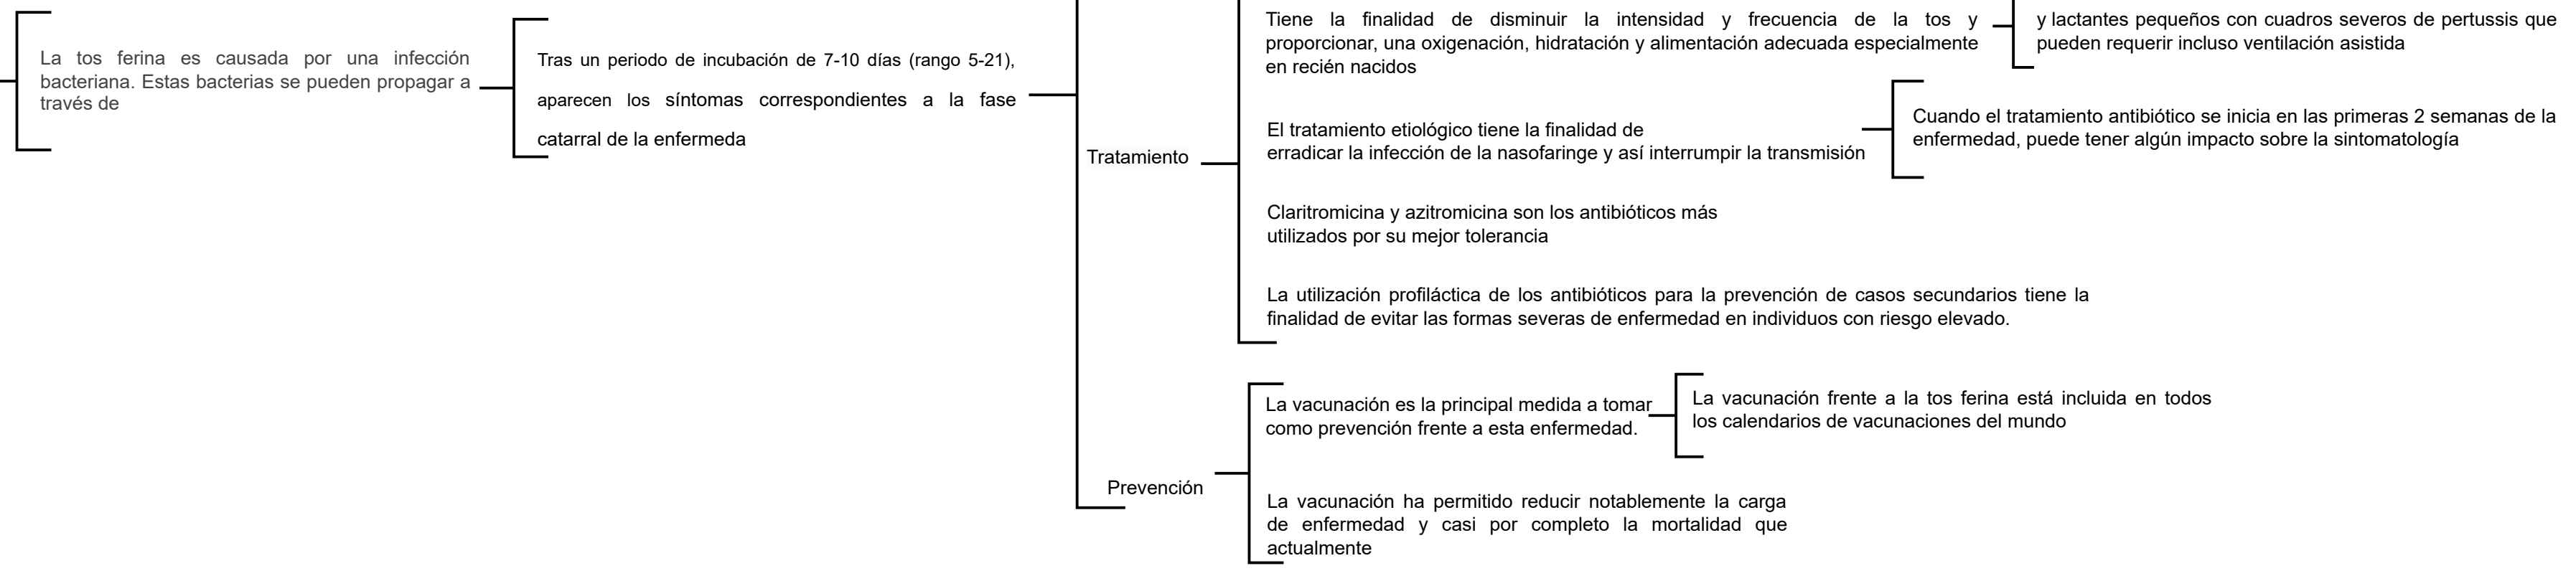 La tos ferina es causada por una infección
bacteriana. Estas bacterias se pueden propagar a
través de
Tras un periodo de incubación de 7-10 días (rango 5-21),
aparecen los síntomas correspondientes a la fase
catarral de la enfermeda
Tratamiento
Tiene la finalidad de disminuir la intensidad y frecuencia de la tos y
proporcionar, una oxigenación, hidratación y alimentación adecuada especialmente
en recién nacidos
y lactantes pequeños con cuadros severos de pertussis que
pueden requerir incluso ventilación asistida
El tratamiento etiológico tiene la finalidad de
erradicar la infección de la nasofaringe y así interrumpir la transmisión
Cuando el tratamiento antibiótico se inicia en las primeras 2 semanas de la
enfermedad, puede tener algún impacto sobre la sintomatología
Claritromicina y azitromicina son los antibióticos más
utilizados por su mejor tolerancia
La utilización profiláctica de los antibióticos para la prevención de casos secundarios tiene la
finalidad de evitar las formas severas de enfermedad en individuos con riesgo elevado.
Prevención
La vacunación es la principal medida a tomar
como prevención frente a esta enfermedad.
La vacunación frente a la tos ferina está incluida en todos
los calendarios de vacunaciones del mundo
La vacunación ha permitido reducir notablemente la carga
de enfermedad y casi por completo la mortalidad que
actualmente